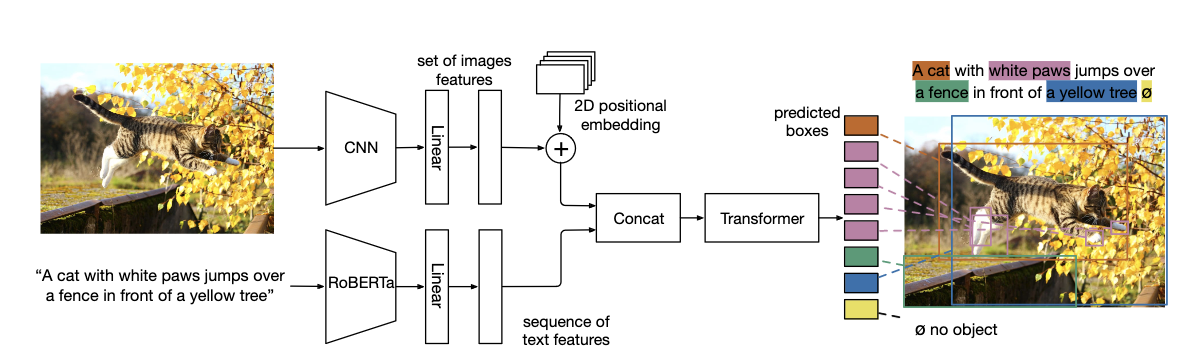 set of images
features
2D positional
embedding
CNN
Linear
+
“A cat with white paws jumps over
a fence in front of a yellow tree”
RoBERTa
Linear
sequence of
text features
Concat
Transformer
predicted
boxes
A cat with white paws jumps over
a fence in front of a yellow tree ø
ø no object